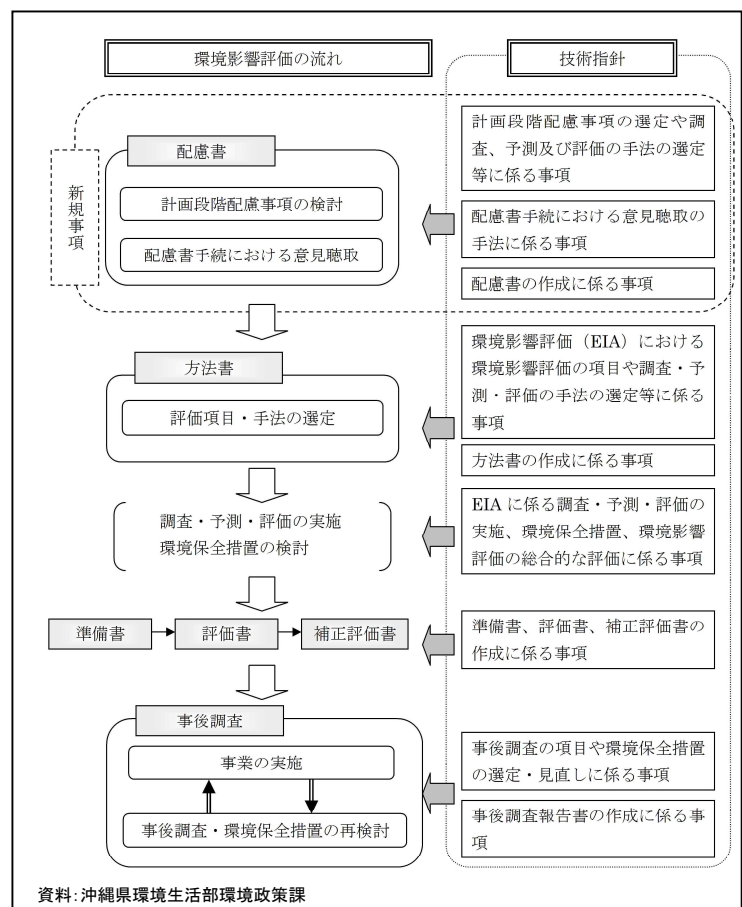 環境影響評価の流れ
技術指針
新規事項
配慮書
計画段階配慮事項の検討
配慮書手続における意見聴取
計画段階配慮事項の選定や調
査、予測及び評価の手法の選定
等に係る事項
配慮書手続における意見聴取の
手法に係る事項
配慮書の作成に係る事項
方法書
評価項目・手法の選定
環境影響評価（EIA）における
環境影響評価の項目や調査・予
測・評価の手法の選定等に係る
事項
方法書の作成に係る事項
調査・予測・評価の実施
環境保全措置の検討
EIA に係る調査・予測・評価の
実施、環境保全措置、環境影響
評価の総合的な評価に係る事項
準備書
評価書
補正評価書
準備書、評価書、補正評価書の
作成に係る事項
事後調査
事業の実施
事後調査・環境保全措置の再検討
事後調査の項目や環境保全措置
の選定・見直しに係る事項
事後調査報告書の作成に係る事
項
資料：沖縄県環境生活部環境政策課